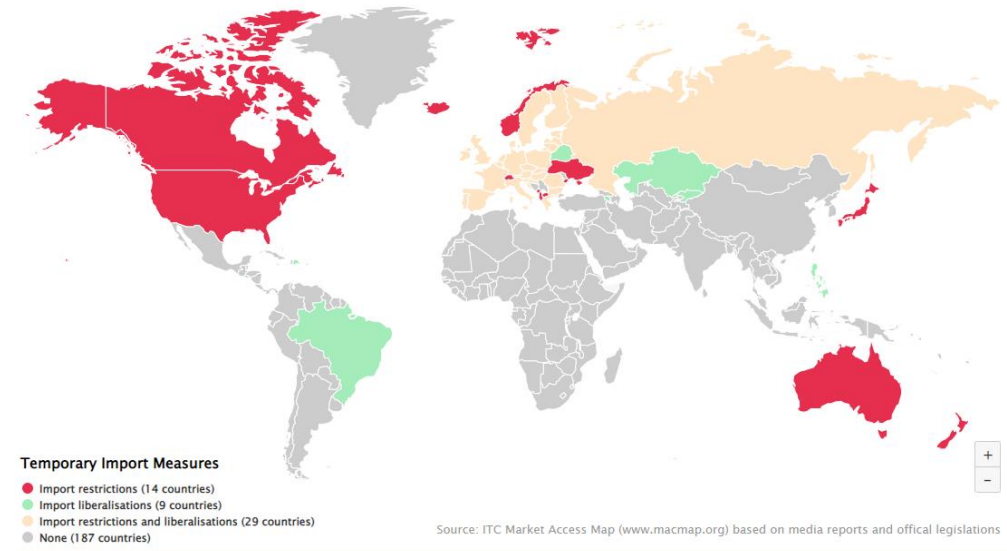 Temporary Import Measures
Import restrictions (14 countries)
Import liberalisations (9 countries)
Import restrictions and liberalisations (29 countries)
None (187 countries)
Source: ITC Market Access Map (www.macmap.org) based on media reports and offical legislations
+
−